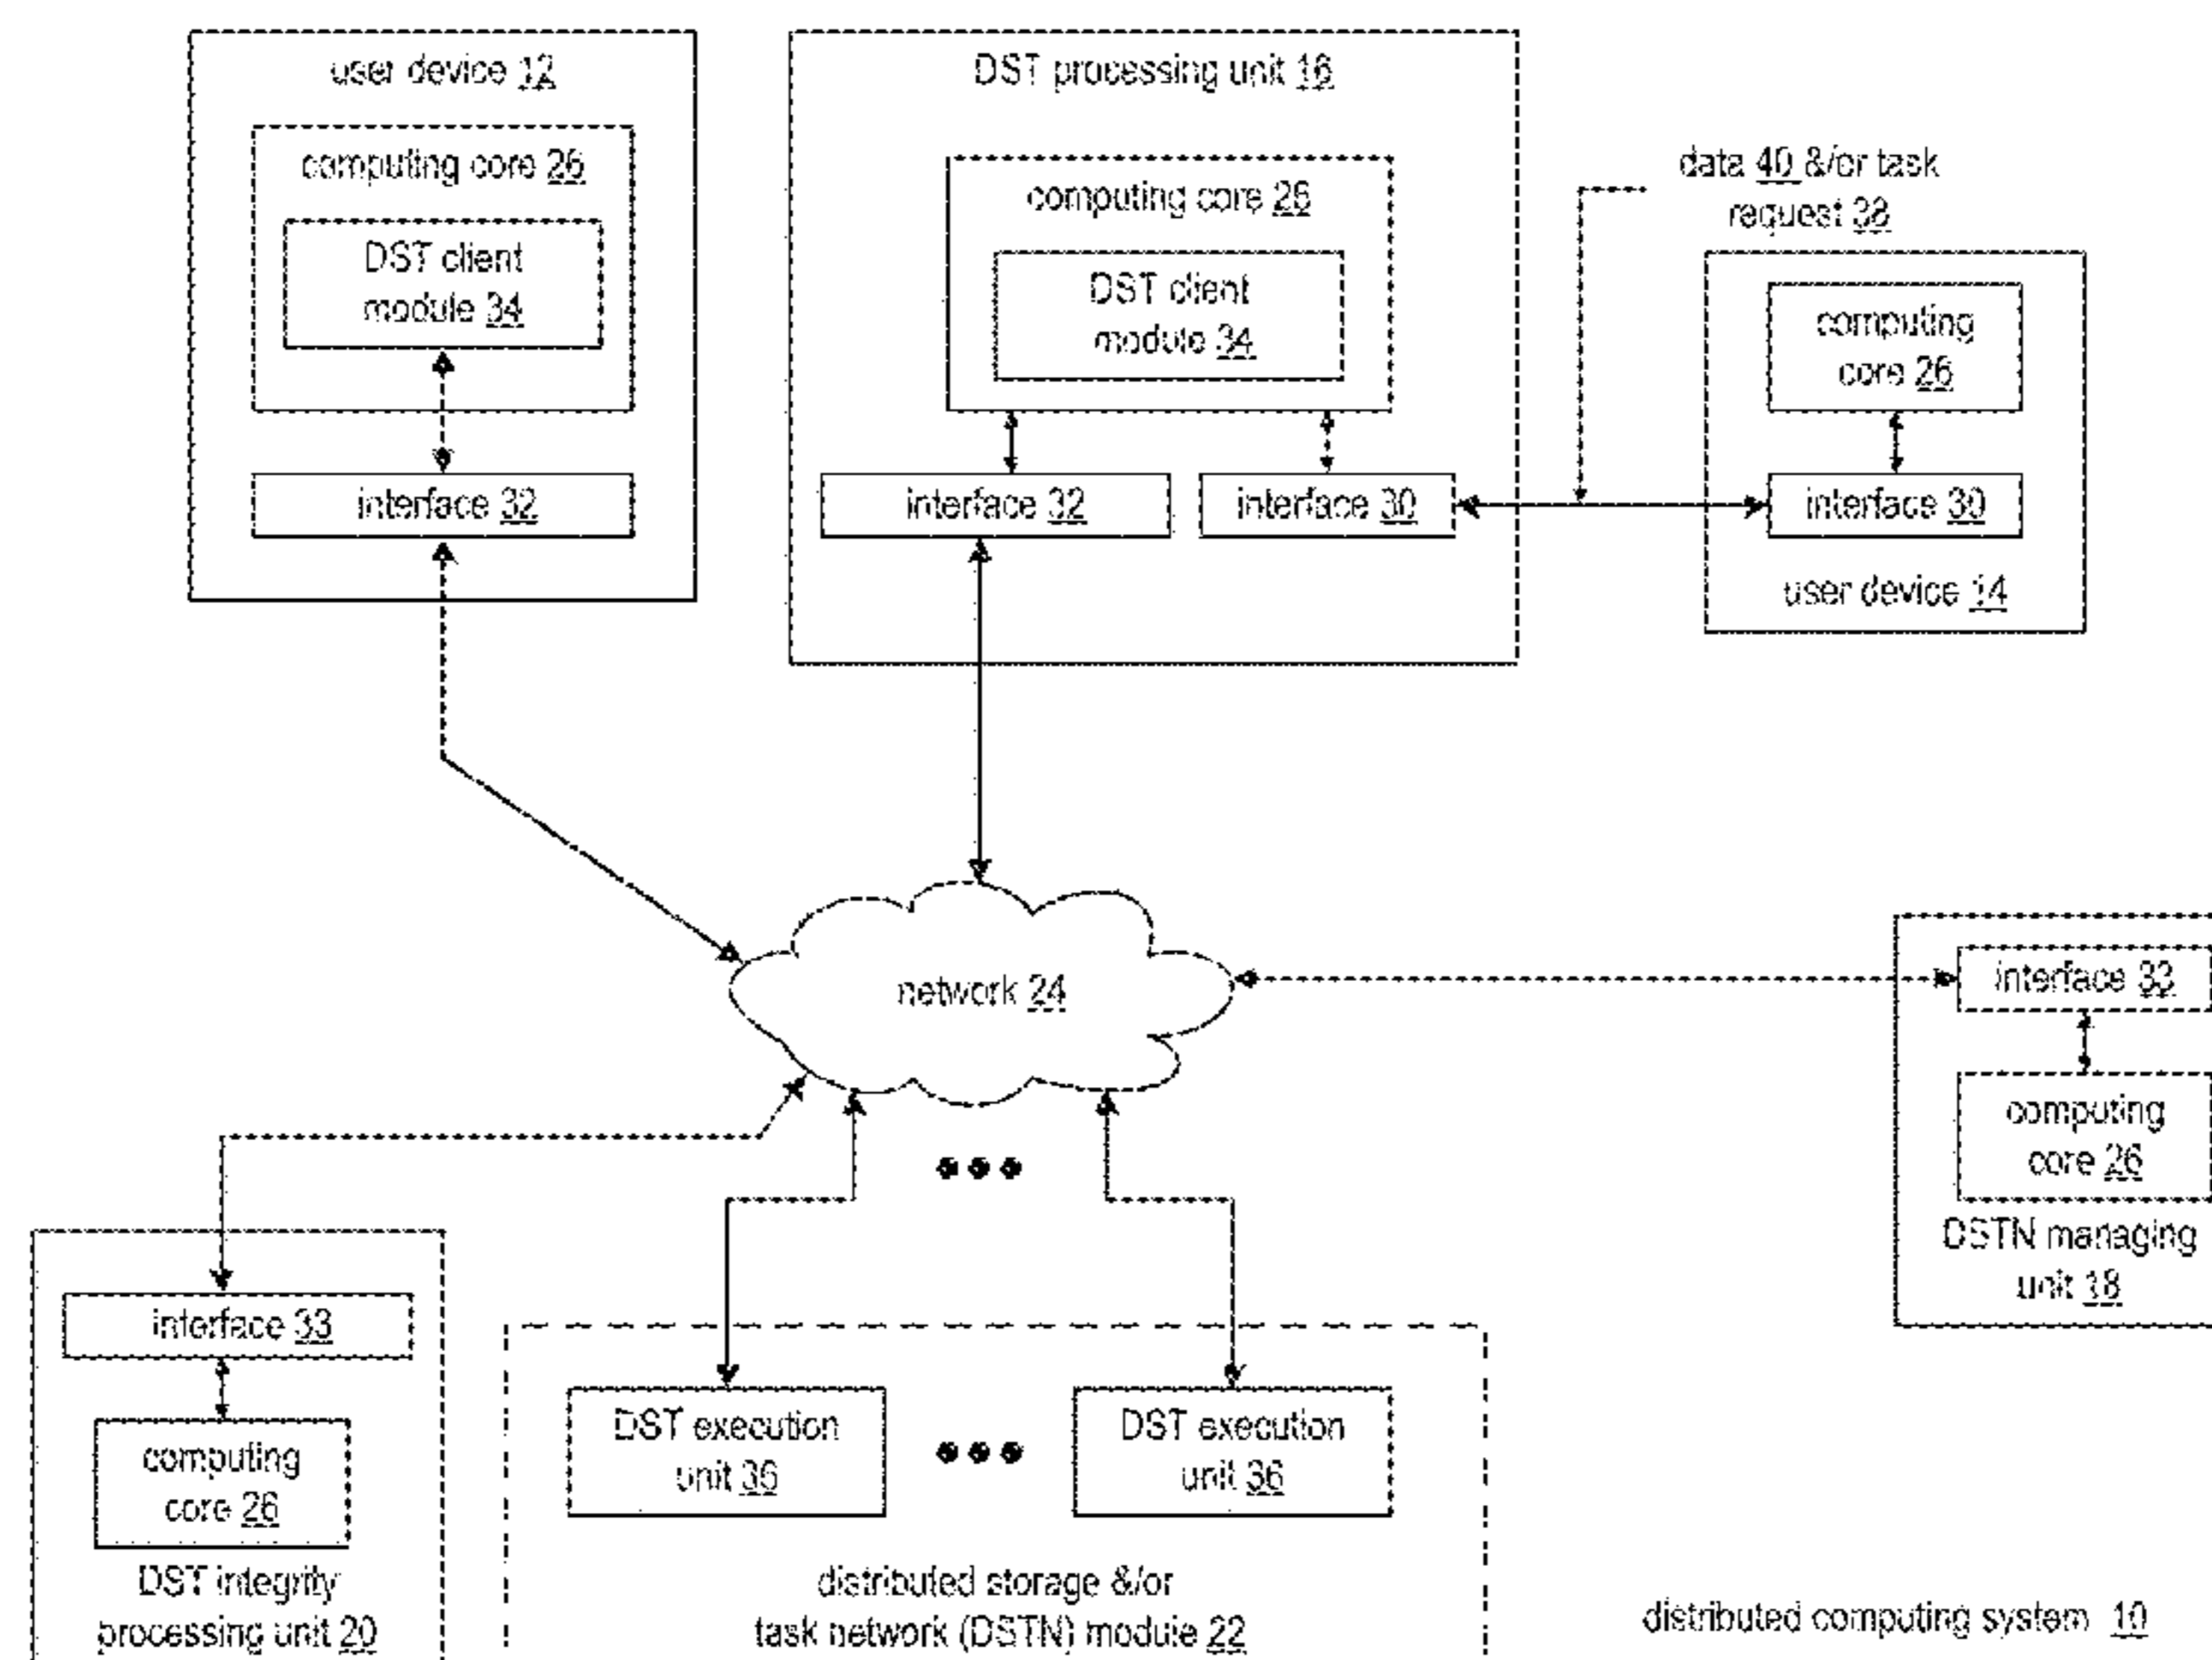 user device 12
computing core 26
DST client
module 34
interface 32
DST processing unit 16
computing core 26
DST client
module 34
interface 32
interface 30
data 40 &/or task
request 38
computing
core 26
interface 30
user device 14
network 24
interface 33
computing
core 26
DSTN managing
unit 18
interface 33
computing
core 26
DST integrity
processing unit 20
DST execution
unit 36
DST execution
unit 36
distributed storage &/or
task network (DSTN) module 22
distributed computing system 10